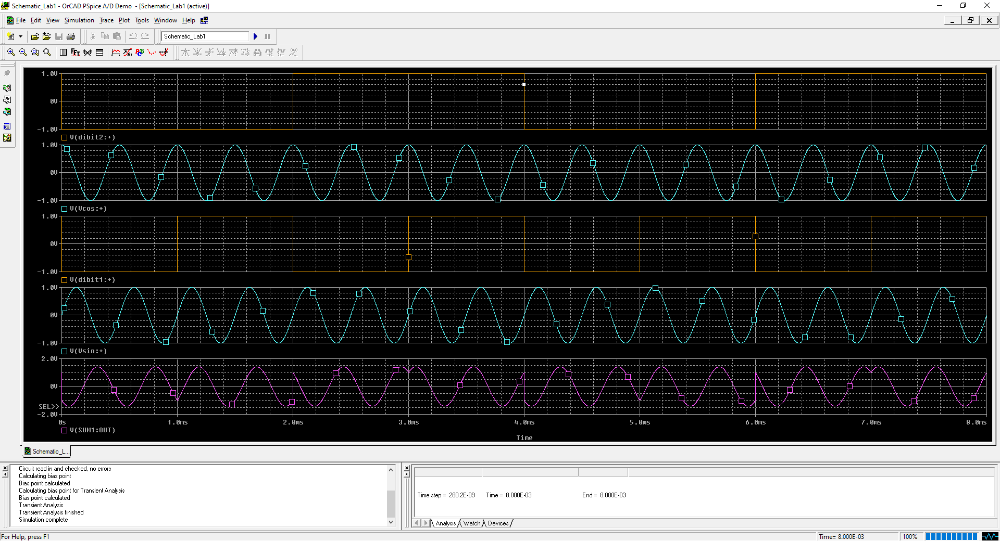 Schematic_Lab1 - OrCAD PSpice A/D Demo - [Schematic_Lab1 (active)]
File Edit View Simulation Trace Plot Tools Window Help
Schematic_Lab1
1.0V
0V
-1.0V
V(dibit2:+)
1.0V
0V
-1.0V
V(Vcos:+)
1.0V
0V
-1.0V
V(dibit1:+)
1.0V
0V
-1.0V
V(Vsin:+)
2.0V
0V
SEL>>
-2.0V
0s 1.0ms 2.0ms 3.0ms 4.0ms 5.0ms 6.0ms 7.0ms 8.0ms
V(SUM1:OUT)
Time
Schematic_L...
Circuit read in and checked, no errors
Calculating bias point
Bias point calculated
Calculating bias point for Transient Analysis
Bias point calculated
Transient Analysis
Transient Analysis finished
Simulation complete
Time step = 280.2E-09 Time = 8.000E-03 End = 8.000E-03
Analysis Watch Devices
For Help, press F1
Time= 8.000E-03 100%